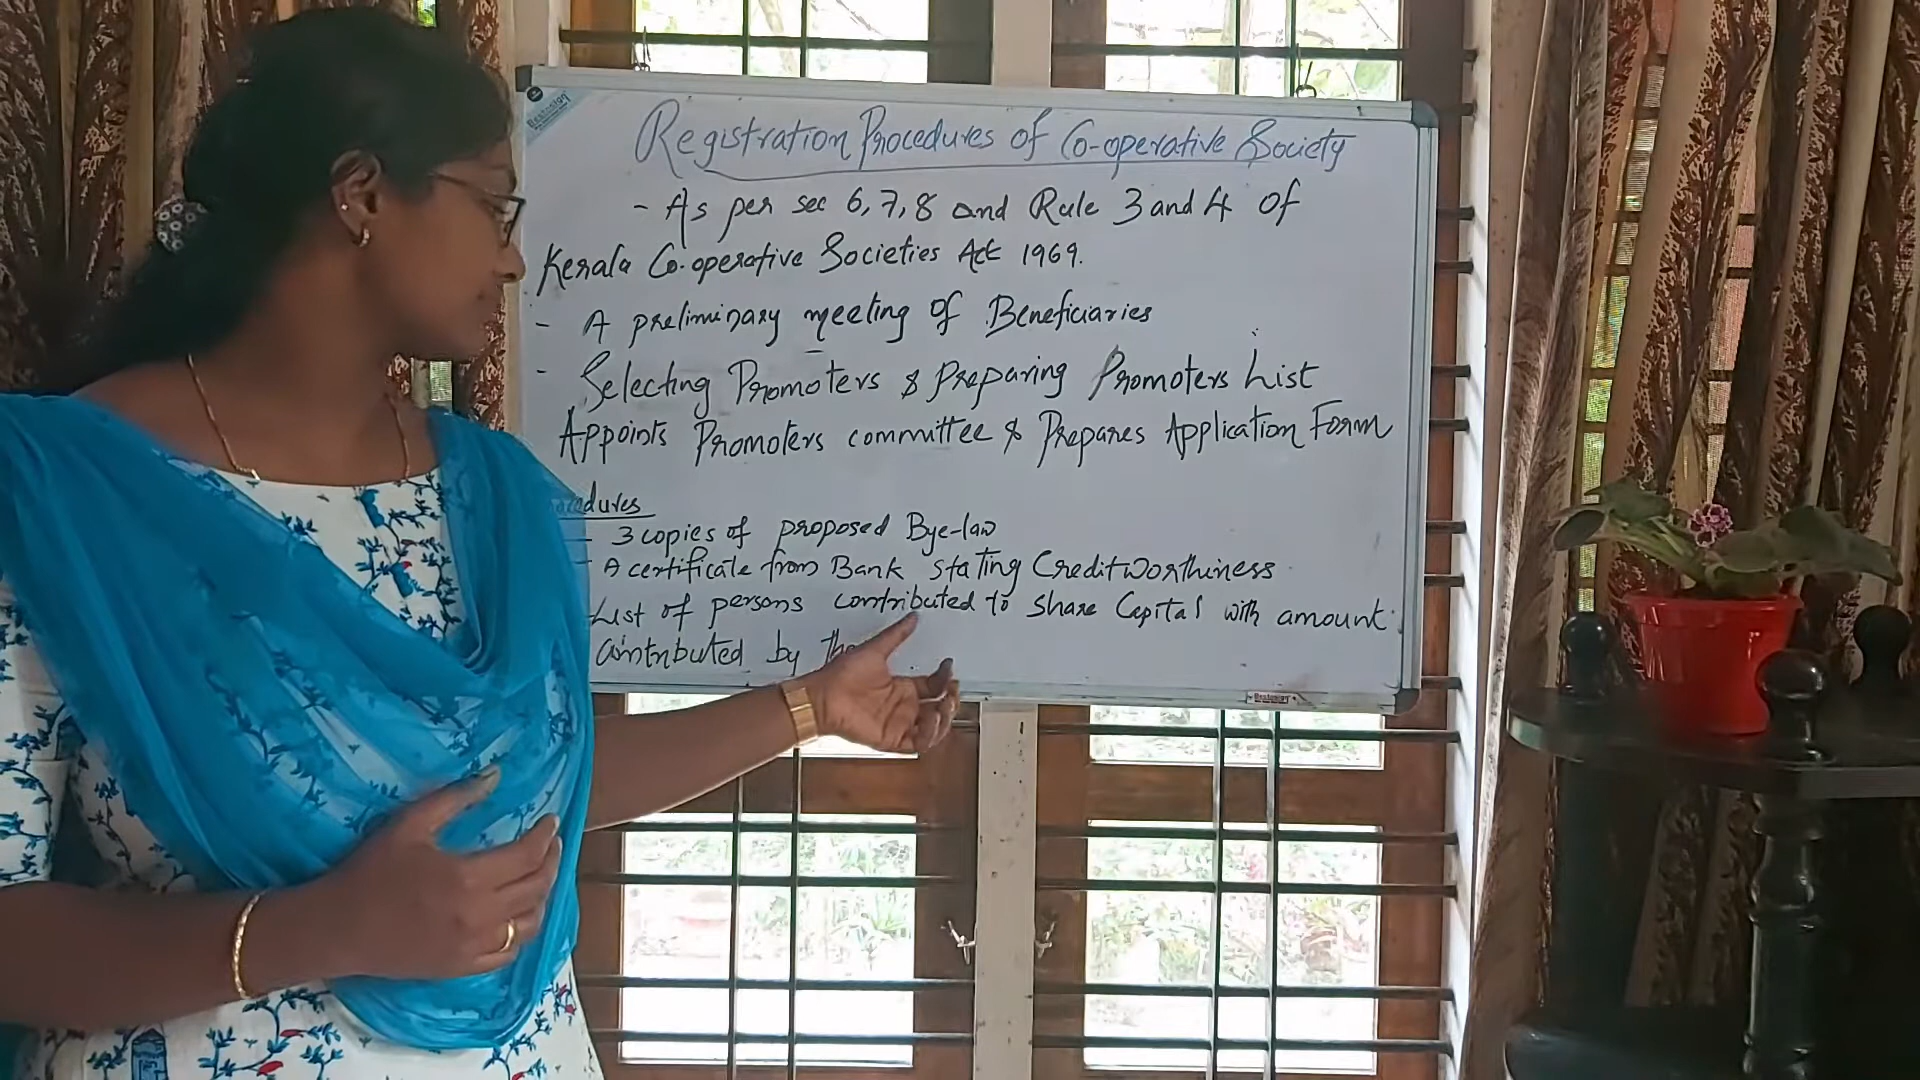 Bestosign
Registration Procedures of Co-operative Society
- As per sec 6, 7, 8 and Rule 3 and 4 of
Kerala Co-operative Societies Act 1969.
- A preliminary meeting of Beneficiaries
- Selecting Promoters & Preparing Promoters List
Appoints Promoters committee & Prepares Application Form
- 3 copies of proposed Bye-law
- A certificate from Bank stating Creditworthiness
List of persons contributed to share Capital with amount
contributed by
Bestosign